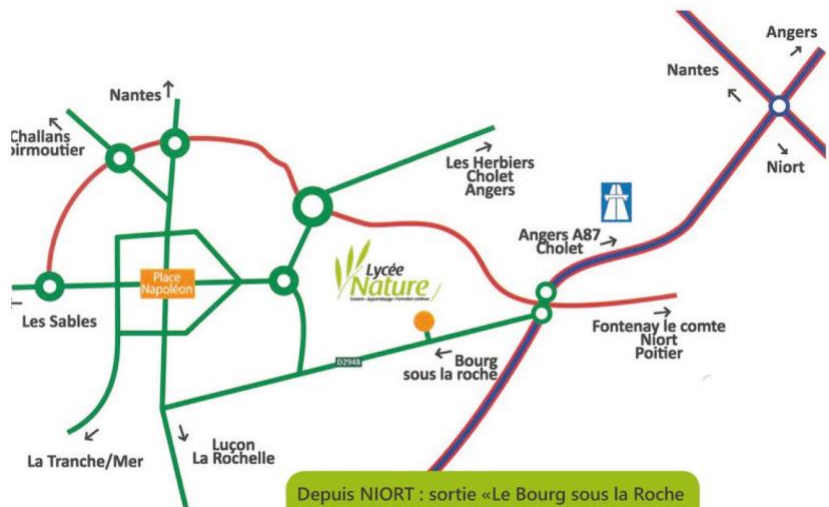 Angers
Nantes
Niort
Nantes
Challans
Les Herbiers
Cholet
Angers
Angers A87
Cholet
Lycée
Nature
Place
Napoléon
Les Sables
Fontenay le comte
Niort
Poitier
Bourg
sous la roche
D2948
La Tranche/Mer
Luçon
La Rochelle
Depuis NIORT : sortie «Le Bourg sous la Roche